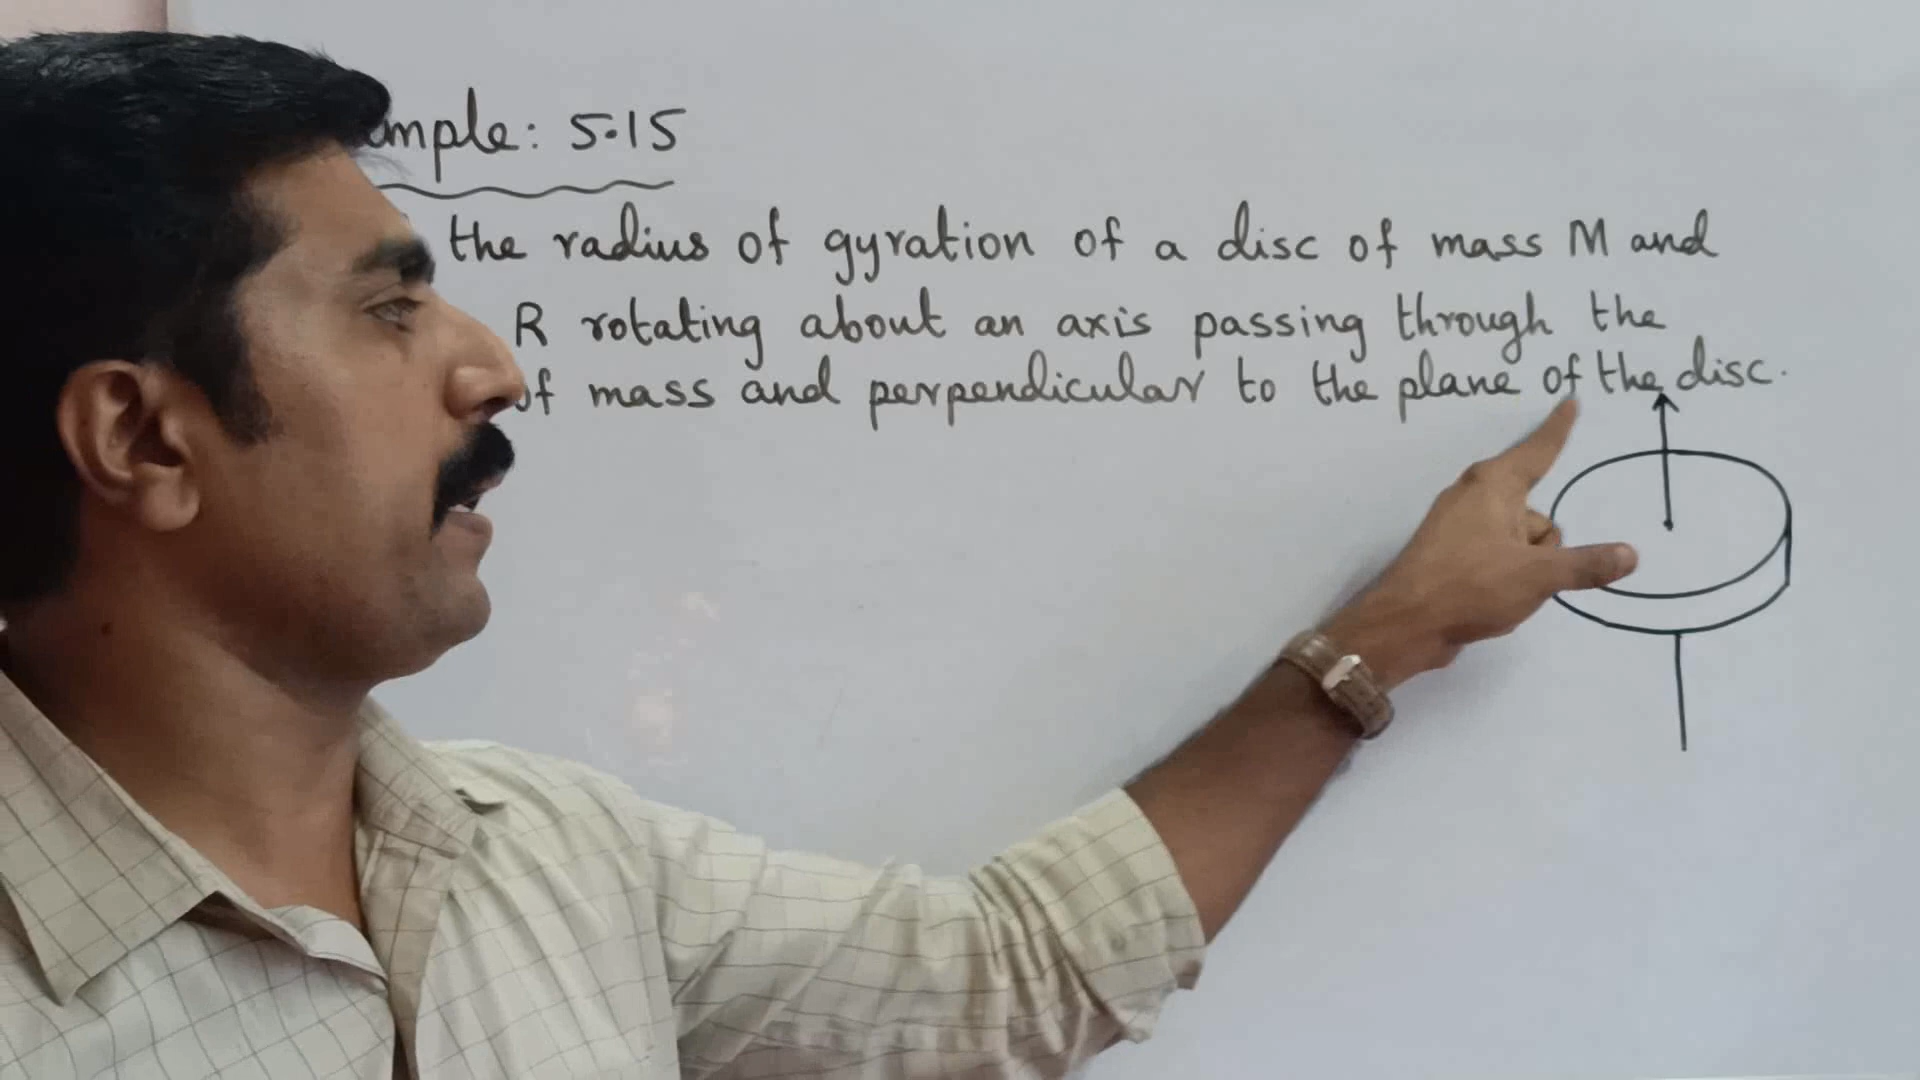 mple: 5.15
the radius of gyration of a disc of mass M and
R rotating about an axis passing through the
of mass and perpendicular to the plane of the disc.